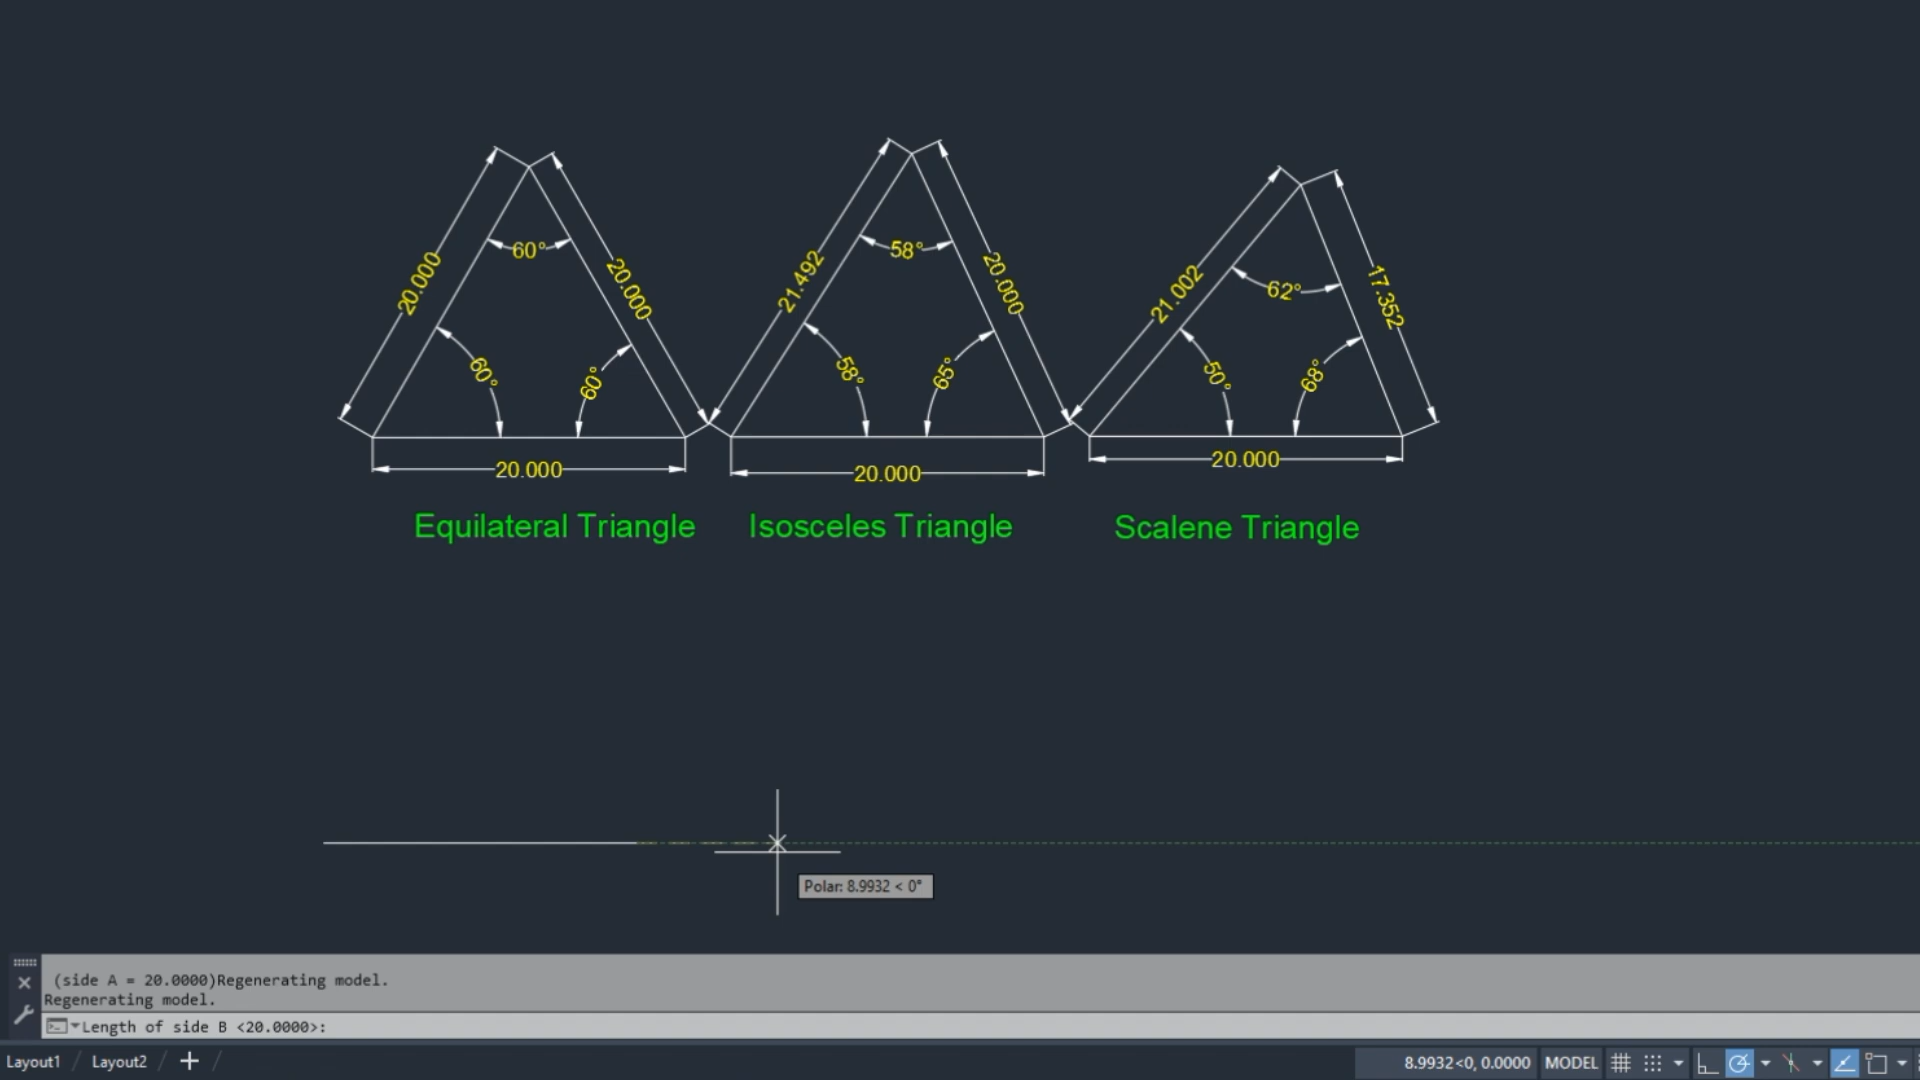 60°
58°
20.000
20.000
21.492
20.000
62°
21.002
17.352
60°
60°
58°
65°
50°
68°
20.000
20.000
20.000
Equilateral Triangle
Isosceles Triangle
Scalene Triangle
Polar: 8.9932 < 0°
(side A = 20.0000)Regenerating model.
Regenerating model.
Length of side B <20.0000>:
Layout1 / Layout2 /
8.9932<0, 0.0000 MODEL